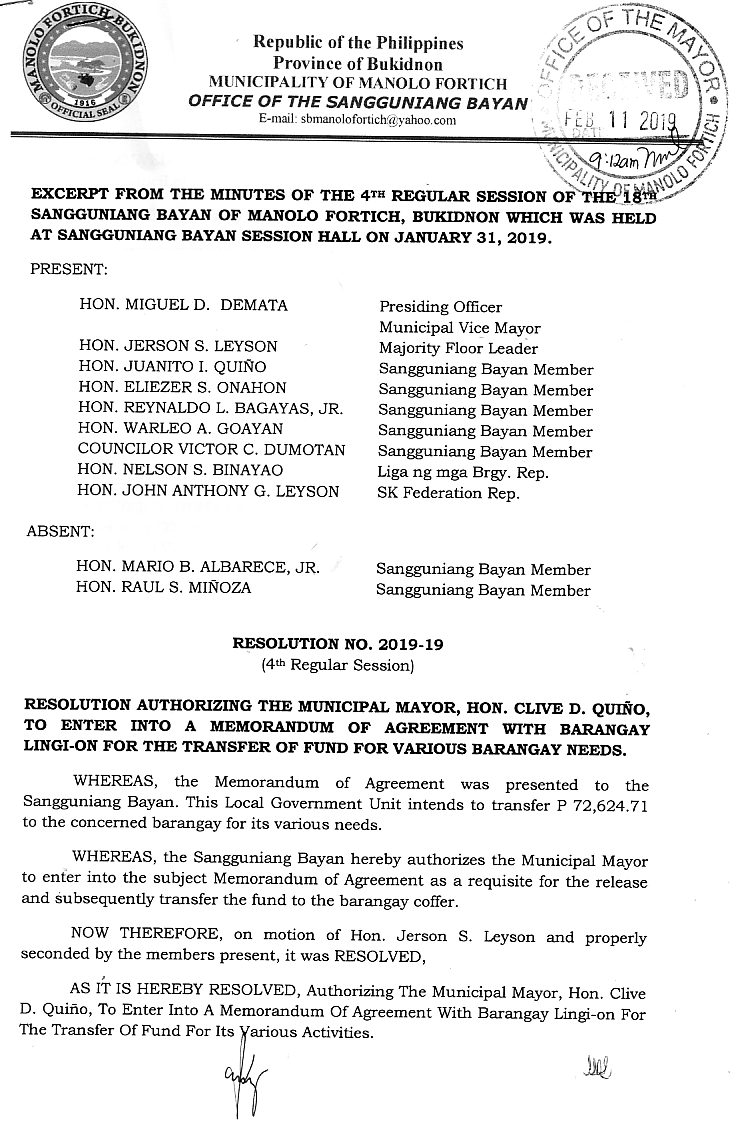 MANOLO FORTICH-BUKIDNON
1916
OFFICIAL SEAL
Republic of the Philippines
Province of Bukidnon
MUNICIPALITY OF MANOLO FORTICH
OFFICE OF THE SANGGUNIANG BAYAN
E-mail: sbmanolofortich@yahoo.com
OFFICE OF THE MAYOR
RECEIVED
FEB 11 2019
DATE
9:12am
MUNICIPALITY OF MANOLO FORTICH
EXCERPT FROM THE MINUTES OF THE 4TH REGULAR SESSION OF THE 18TH
SANGGUNIANG BAYAN OF MANOLO FORTICH, BUKIDNON WHICH WAS HELD
AT SANGGUNIANG BAYAN SESSION HALL ON JANUARY 31, 2019.
PRESENT:
HON. MIGUEL D. DEMATA Presiding Officer
Municipal Vice Mayor
HON. JERSON S. LEYSON Majority Floor Leader
HON. JUANITO I. QUIÑO Sangguniang Bayan Member
HON. ELIEZER S. ONAHON Sangguniang Bayan Member
HON. REYNALDO L. BAGAYAS, JR. Sangguniang Bayan Member
HON. WARLEO A. GOAYAN Sangguniang Bayan Member
COUNCILOR VICTOR C. DUMOTAN Sangguniang Bayan Member
HON. NELSON S. BINAYAO Liga ng mga Brgy. Rep.
HON. JOHN ANTHONY G. LEYSON SK Federation Rep.
ABSENT:
HON. MARIO B. ALBARECE, JR. Sangguniang Bayan Member
HON. RAUL S. MIÑOZA Sangguniang Bayan Member
RESOLUTION NO. 2019-19
(4th Regular Session)
RESOLUTION AUTHORIZING THE MUNICIPAL MAYOR, HON. CLIVE D. QUIÑO,
TO ENTER INTO A MEMORANDUM OF AGREEMENT WITH BARANGAY
LINGI-ON FOR THE TRANSFER OF FUND FOR VARIOUS BARANGAY NEEDS.
WHEREAS, the Memorandum of Agreement was presented to the
Sangguniang Bayan. This Local Government Unit intends to transfer P 72,624.71
to the concerned barangay for its various needs.
WHEREAS, the Sangguniang Bayan hereby authorizes the Municipal Mayor
to enter into the subject Memorandum of Agreement as a requisite for the release
and subsequently transfer the fund to the barangay coffer.
NOW THEREFORE, on motion of Hon. Jerson S. Leyson and properly
seconded by the members present, it was RESOLVED,
AS IT IS HEREBY RESOLVED, Authorizing The Municipal Mayor, Hon. Clive
D. Quiño, To Enter Into A Memorandum Of Agreement With Barangay Lingi-on For
The Transfer Of Fund For Its Various Activities.